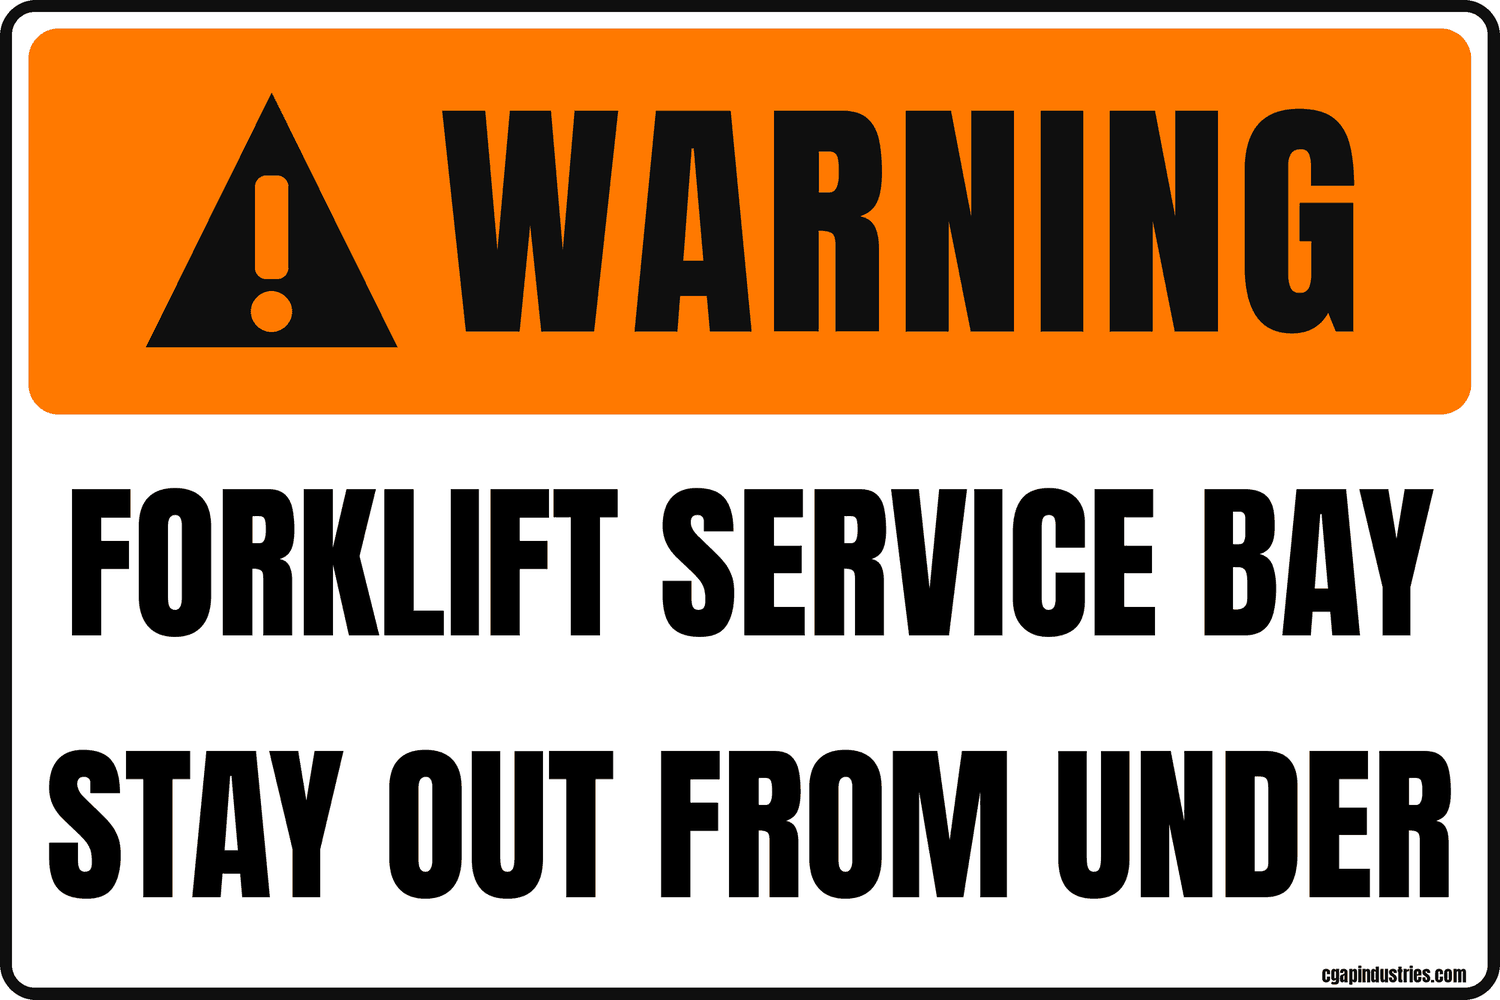 WARNING
FORKLIFT SERVICE BAY
STAY OUT FROM UNDER
cgapindustries.com